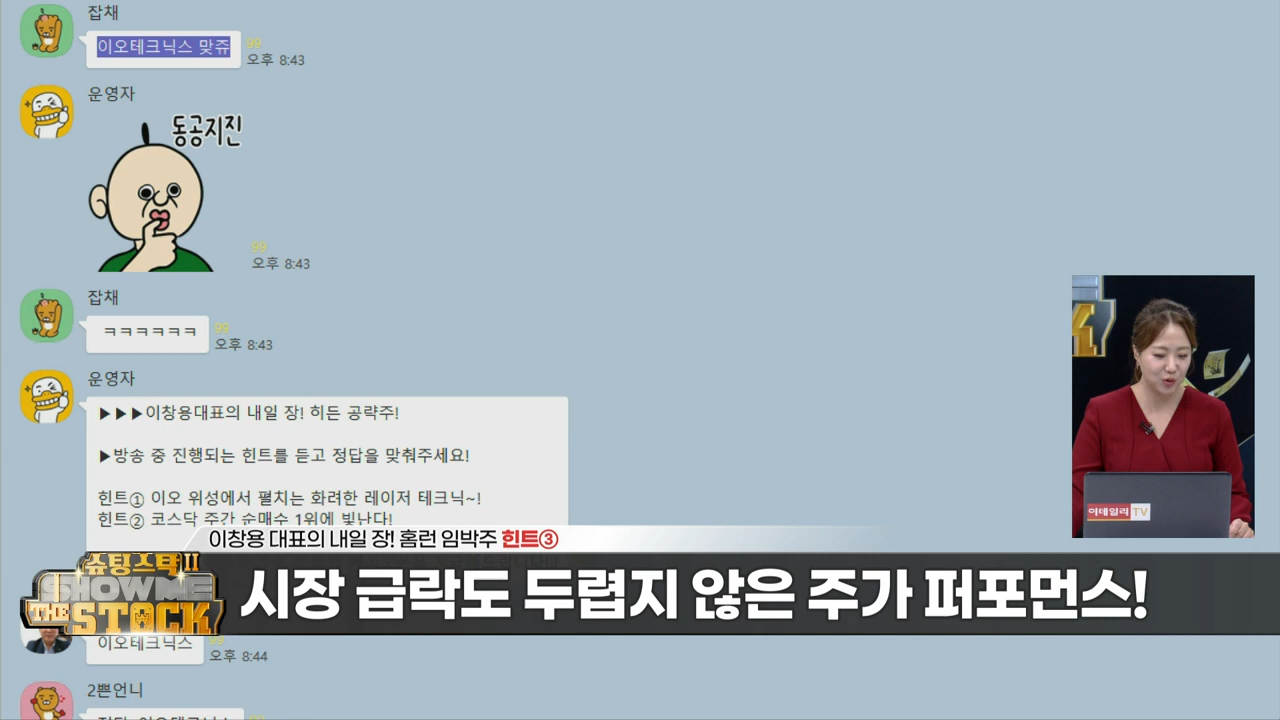 잡채
이오테크닉스 맞쥬
99
오후 8:43
운영자
동공지진
99
오후 8:43
잡채
ㅋㅋㅋㅋㅋㅋ
99
오후 8:43
운영자
▶▶▶이창용대표의 내일 장! 히든 공략주!
▶방송 중 진행되는 힌트를 듣고 정답을 맞춰주세요!
힌트① 이오 위성에서 펼치는 화려한 레이저 테크닉~!
힌트② 코스닥 주간 순매수 1위에 빛난다!
이데일리TV
이창용 대표의 내일 장! 홈런 임박주 힌트③
슈팅스탁II
SHOW ME
THE STOCK
시장 급락도 두렵지 않은 주가 퍼포먼스!
이오테크닉스
오후 8:44
2쁜언니